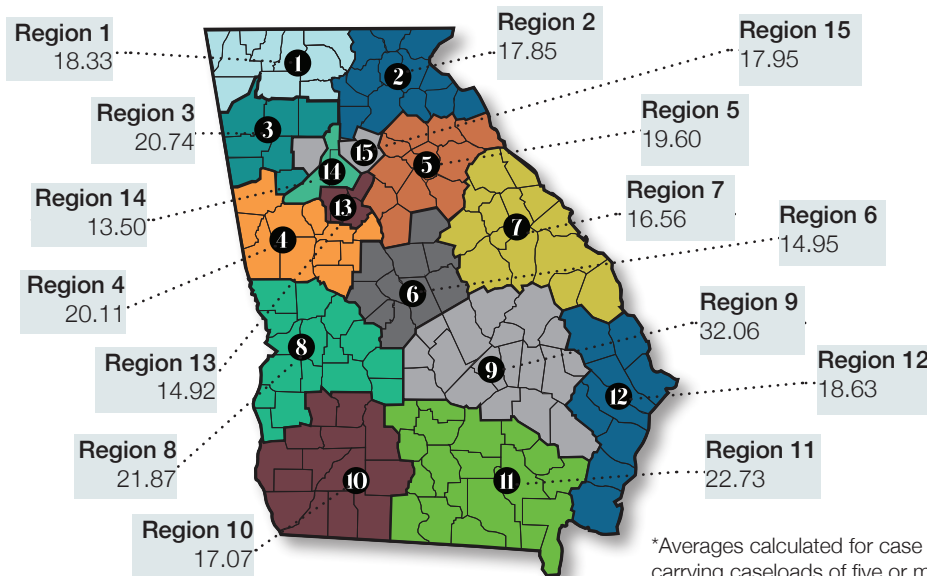 Region 1
18.33
Region 2
17.85
Region 15
17.95
Region 3
20.74
Region 5
19.60
Region 14
13.50
Region 7
16.56
Region 6
14.95
Region 4
20.11
Region 9
32.06
Region 13
14.92
Region 12
18.63
Region 8
21.87
Region 11
22.73
Region 10
17.07
1
2
3
15
14
5
13
4
7
6
8
9
12
10
11
*Averages calculated for case
carrying caseloads of five or m